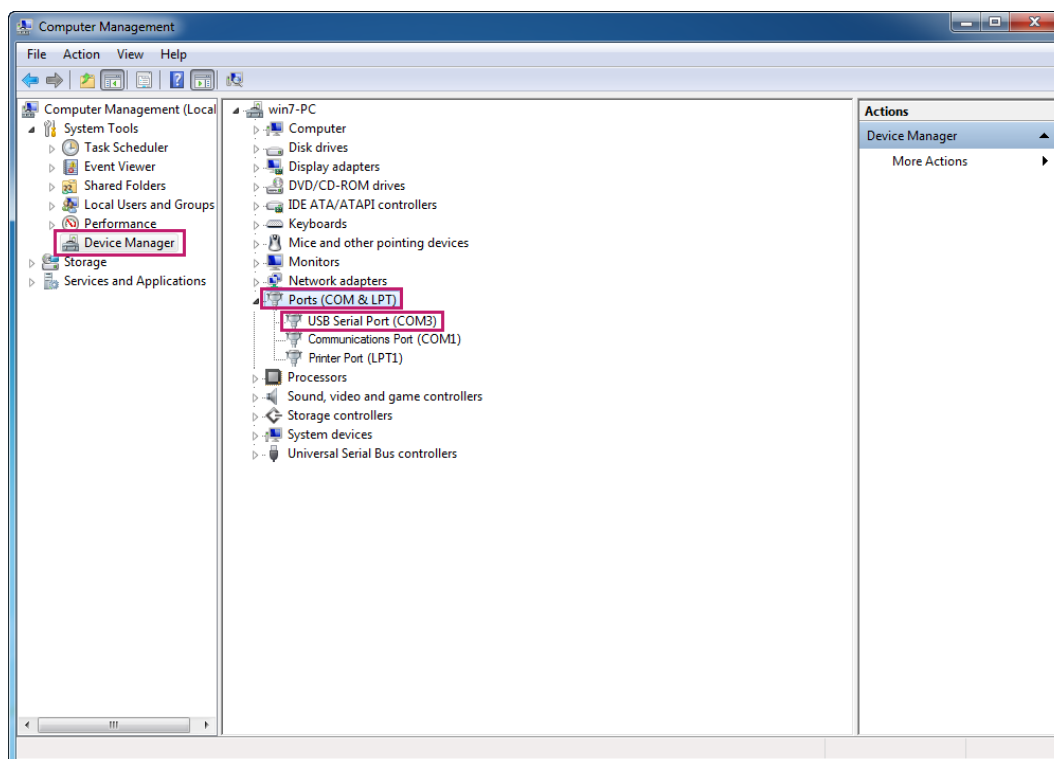 Computer Management
File Action View Help
Computer Management (Local
System Tools
Task Scheduler
Event Viewer
Shared Folders
Local Users and Groups
Performance
Device Manager
Storage
Services and Applications
win7-PC
Computer
Disk drives
Display adapters
DVD/CD-ROM drives
IDE ATA/ATAPI controllers
Keyboards
Mice and other pointing devices
Monitors
Network adapters
Ports (COM & LPT)
USB Serial Port (COM3)
Communications Port (COM1)
Printer Port (LPT1)
Processors
Sound, video and game controllers
Storage controllers
System devices
Universal Serial Bus controllers
Actions
Device Manager
More Actions